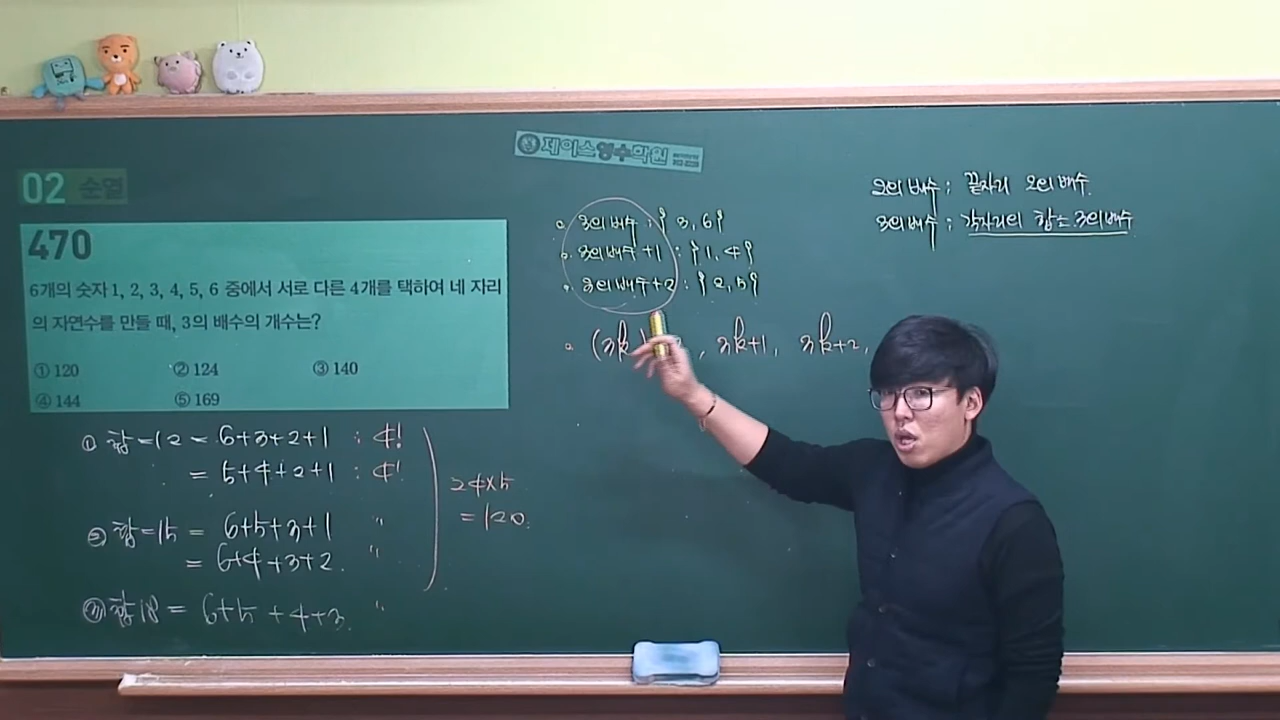 제이스영수학원
02 순열
470
6개의 숫자 1, 2, 3, 4, 5, 6 중에서 서로 다른 4개를 택하여 네 자리
의 자연수를 만들 때, 3의 배수의 개수는?
① 120 ② 124 ③ 140
④ 144 ⑤ 169
① 합=12 = 6+3+2+1 : 4!
= 5+4+2+1 : 4!
② 합=15 = 6+5+3+1 "
= 6+4+3+2. "
③ 합18 = 6+5+4+3. "
24×5
=120.
3의 배수 : { 3, 6 }
3의 배수+1 : { 1, 4 }
3의 배수+2 : { 2, 5 }
(3k) , 3k+1, 3k+2,
2의 배수 ; 끝자리 2의 배수.
3의 배수 ; 각자리의 합는 3의 배수